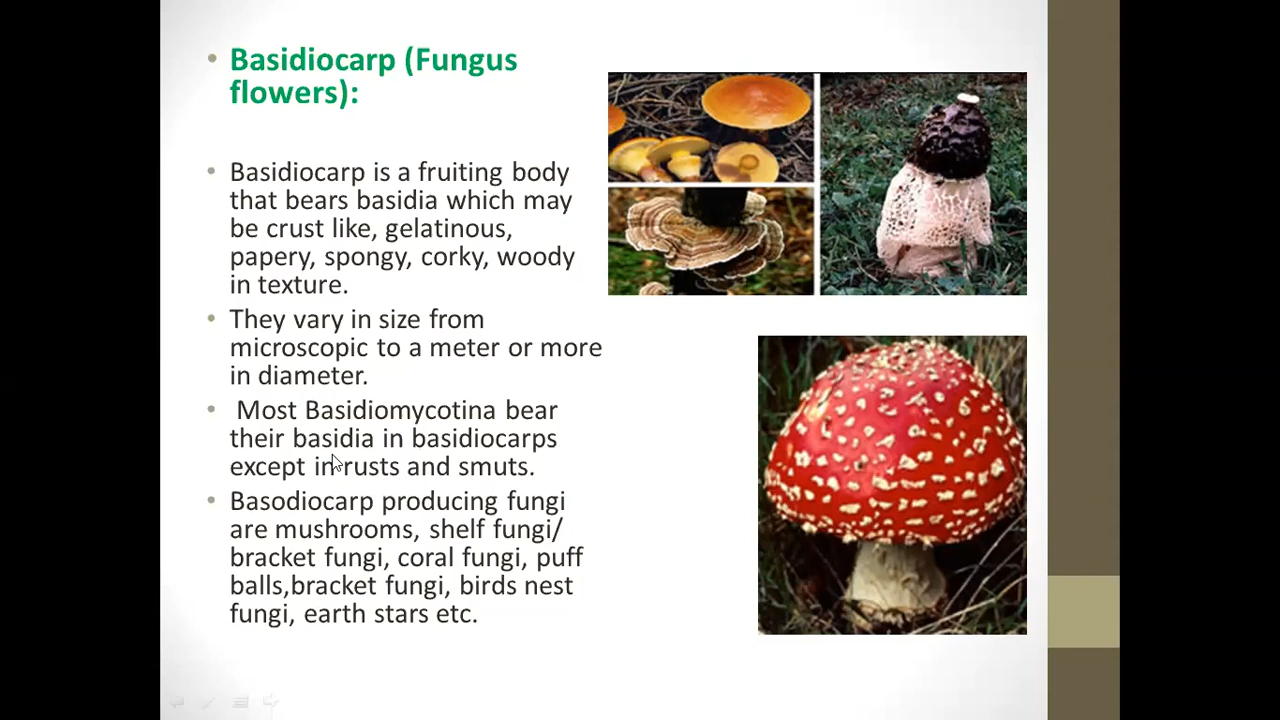 Basidiocarp (Fungus
flowers):
Basidiocarp is a fruiting body
that bears basidia which may
be crust like, gelatinous,
papery, spongy, corky, woody
in texture.
They vary in size from
microscopic to a meter or more
in diameter.
Most Basidiomycotina bear
their basidia in basidiocarps
except in rusts and smuts.
Basodiocarp producing fungi
are mushrooms, shelf fungi/
bracket fungi, coral fungi, puff
balls,bracket fungi, birds nest
fungi, earth stars etc.